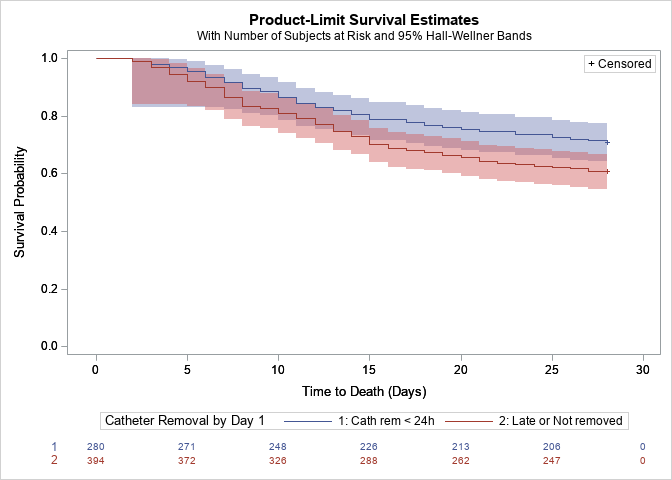 Product-Limit Survival Estimates
With Number of Subjects at Risk and 95% Hall-Wellner Bands
+ Censored
1.0
0.8
0.6
0.4
0.2
0.0
Survival Probability
0 5 10 15 20 25 30
Time to Death (Days)
Catheter Removal by Day 1 1: Cath rem < 24h 2: Late or Not removed
1 280 271 248 226 213 206 0
2 394 372 326 288 262 247 0